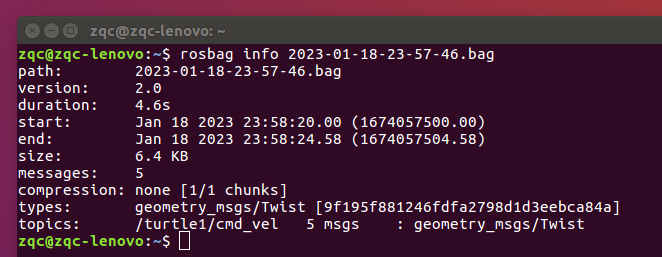 zqc@zqc-lenovo: ~
zqc@zqc-lenovo:~$ rosbag info 2023-01-18-23-57-46.bag
path:        2023-01-18-23-57-46.bag
version:     2.0
duration:    4.6s
start:       Jan 18 2023 23:58:20.00 (1674057500.00)
end:         Jan 18 2023 23:58:24.58 (1674057504.58)
size:        6.4 KB
messages:    5
compression: none [1/1 chunks]
types:       geometry_msgs/Twist [9f195f881246fdfa2798d1d3eebca84a]
topics:      /turtle1/cmd_vel   5 msgs    : geometry_msgs/Twist
zqc@zqc-lenovo:~$